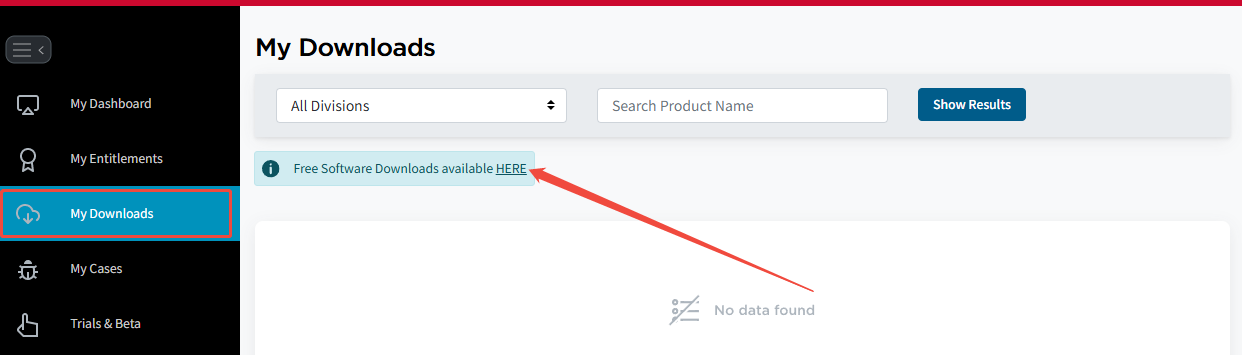 My Downloads
All Divisions
Search Product Name
Show Results
My Dashboard
My Entitlements
My Downloads
My Cases
Trials & Beta
Free Software Downloads available HERE
No data found